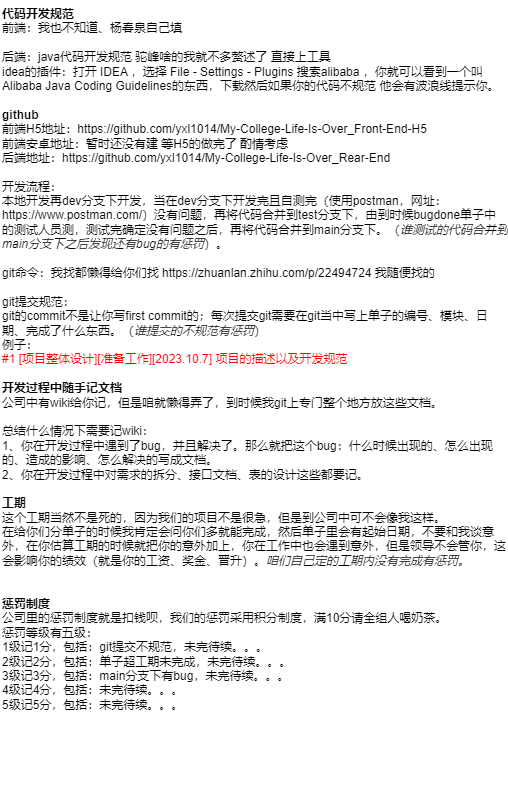 代码开发规范
前端：我也不知道、杨春泉自己填
后端：java代码开发规范 驼峰啥的我就不多赘述了 直接上工具
idea的插件：打开 IDEA ，选择 File - Settings - Plugins 搜索alibaba ，你就可以看到一个叫
Alibaba Java Coding Guidelines的东西，下载然后如果你的代码不规范 他会有波浪线提示你。
github
前端H5地址：https://github.com/yxl1014/My-College-Life-Is-Over_Front-End-H5
前端安卓地址：暂时还没有建 等H5的做完了 酌情考虑
后端地址：https://github.com/yxl1014/My-College-Life-Is-Over_Rear-End
开发流程：
本地开发再dev分支下开发，当在dev分支下开发完且自测完（使用postman，网址：
https://www.postman.com/）没有问题，再将代码合并到test分支下，由到时候bugdone单子中
的测试人员测，测试完确定没有问题之后，再将代码合并到main分支下。（谁测试的代码合并到
main分支下之后发现还有bug的有惩罚）。
git命令：我找都懒得给你们找 https://zhuanlan.zhihu.com/p/22494724 我随便找的
git提交规范：
git的commit不是让你写first commit的；每次提交git需要在git当中写上单子的编号、模块、日
期、完成了什么东西。（谁提交的不规范有惩罚）
例子：
#1 [项目整体设计][准备工作][2023.10.7] 项目的描述以及开发规范
开发过程中随手记文档
公司中有wiki给你记，但是咱就懒得弄了，到时候我git上专门整个地方放这些文档。
总结什么情况下需要记wiki：
1、你在开发过程中遇到了bug，并且解决了。那么就把这个bug：什么时候出现的、怎么出现
的、造成的影响、怎么解决的写成文档。
2、你在开发过程中对需求的拆分、接口文档、表的设计这些都要记。
工期
这个工期当然不是死的，因为我们的项目不是很急，但是到公司中可不会像我这样。
在给你们分单子的时候我肯定会问你们多就能完成，然后单子里会有起始日期，不要和我谈意
外，在你估算工期的时候就把你的意外加上，你在工作中也会遇到意外，但是领导不会管你，这
会影响你的绩效（就是你的工资、奖金、晋升）。咱们自己定的工期内没有完成有惩罚。
惩罚制度
公司里的惩罚制度就是扣钱呗，我们的惩罚采用积分制度，满10分请全组人喝奶茶。
惩罚等级有五级：
1级记1分，包括：git提交不规范，未完待续。。。
2级记2分，包括：单子超工期未完成，未完待续。。。
3级记3分，包括：main分支下有bug，未完待续。。。
4级记4分，包括：未完待续。。。
5级记5分，包括：未完待续。。。